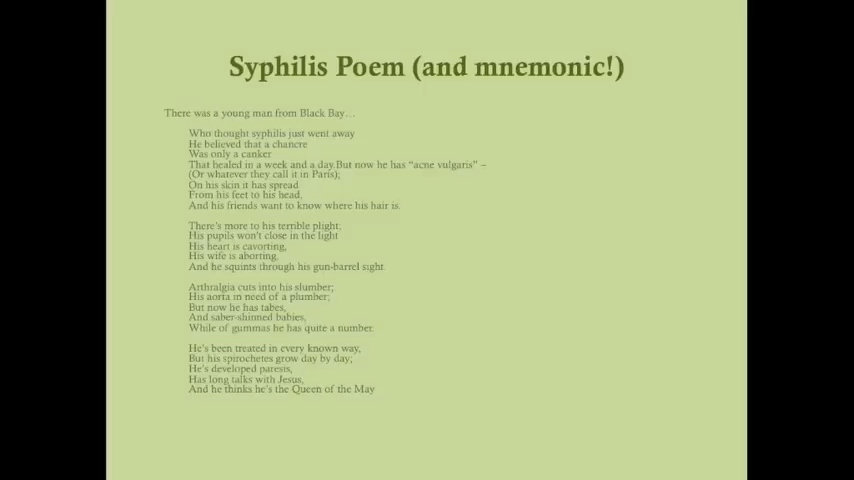 Syphilis Poem (and mnemonic!)
There was a young man from Black Bay…
Who thought syphilis just went away
He believed that a chancre
Was only a canker
That healed in a week and a day.But now he has "acne vulgaris" –
(Or whatever they call it in Paris);
On his skin it has spread
From his feet to his head,
And his friends want to know where his hair is.
There's more to his terrible plight:
His pupils won't close in the light
His heart is cavorting,
His wife is aborting,
And he squints through his gun-barrel sight.
Arthralgia cuts into his slumber;
His aorta in need of a plumber;
But now he has tabes,
And saber-shinned babies,
While of gummas he has quite a number.
He's been treated in every known way,
But his spirochetes grow day by day;
He's developed paresis,
Has long talks with Jesus,
And he thinks he's the Queen of the May